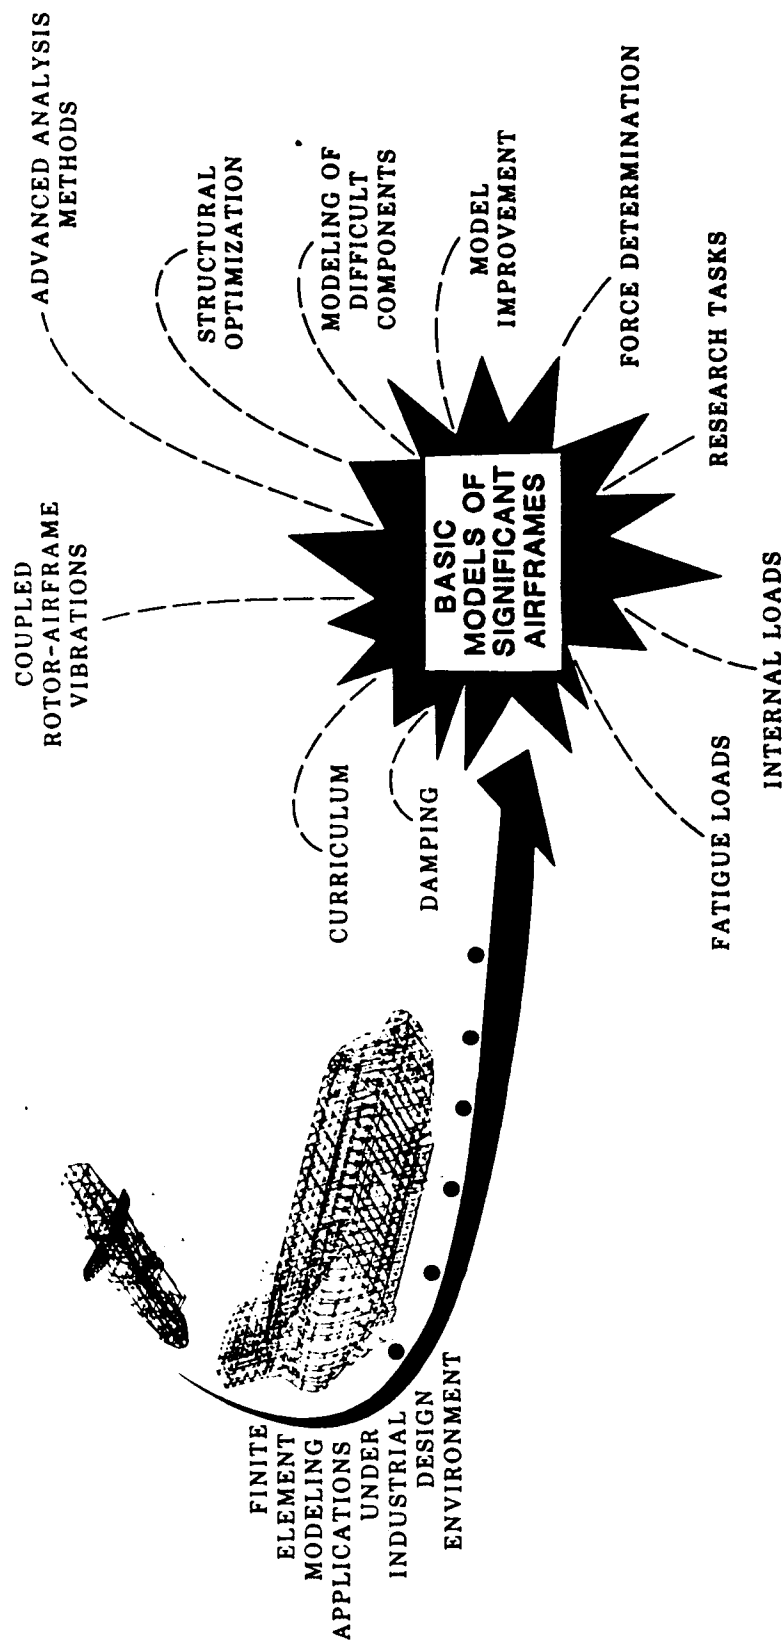 FINITE
ELEMENT
MODELING
APPLICATIONS
UNDER
INDUSTRIAL
DESIGN
ENVIRONMENT
COUPLED
ROTOR-AIRFRAME
VIBRATIONS
ADVANCED ANALYSIS
METHODS
CURRICULUM
STRUCTURAL
OPTIMIZATION
DAMPING
MODELING OF
DIFFICULT
COMPONENTS
BASIC
MODELS OF
SIGNIFICANT
AIRFRAMES
MODEL
IMPROVEMENT
FORCE DETERMINATION
FATIGUE LOADS
RESEARCH TASKS
INTERNAL LOADS